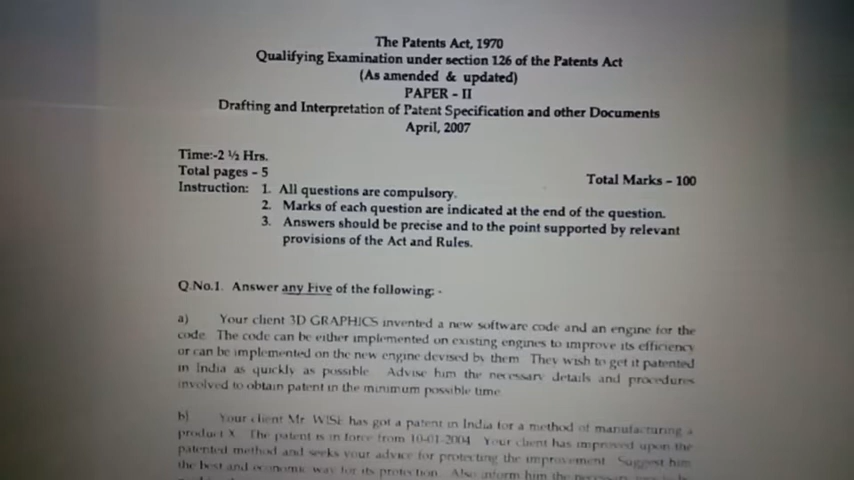 The Patents Act, 1970
Qualifying Examination under section 126 of the Patents Act
(As amended & updated)
PAPER - II
Drafting and Interpretation of Patent Specification and other Documents
April, 2007
Time:-2 ½ Hrs.
Total pages - 5
Total Marks - 100
Instruction: 1. All questions are compulsory.
2. Marks of each question are indicated at the end of the question.
3. Answers should be precise and to the point supported by relevant
provisions of the Act and Rules.
Q.No.1. Answer any Five of the following: -
a) Your client 3D GRAPHICS invented a new software code and an engine for the
code. The code can be either implemented on existing engines to improve its efficiency
or can be implemented on the new engine devised by them. They wish to get it patented
in India as quickly as possible. Advise him the necessary details and procedures
involved to obtain patent in the minimum possible time
b) Your client Mr. WISE has got a patent in India for a method of manufacturing a
product X. The patent is in force from 10-01-2004. Your client has improved upon the
patented method and seeks your advice for protecting the improvement. Suggest him
the best and economic way for its protection. Also inform him the necessary